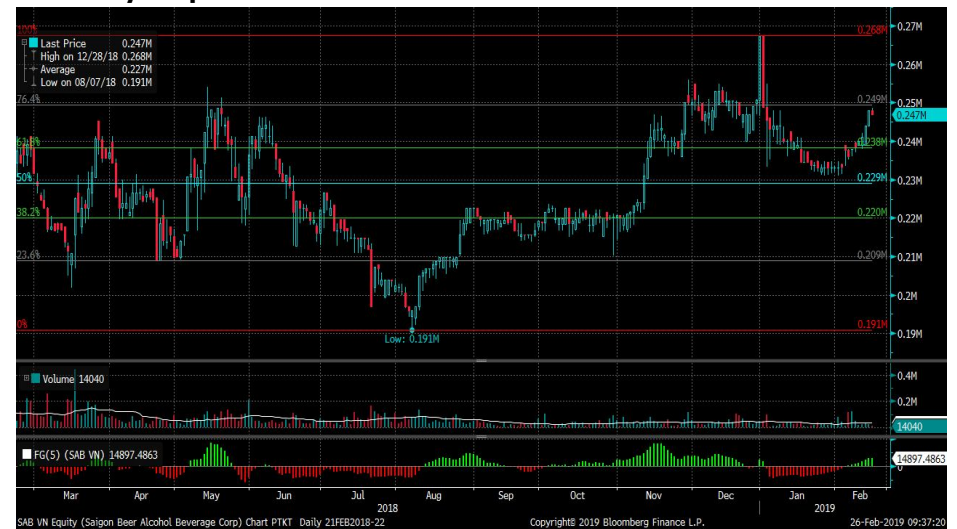 100%
0.268M
0.27M
Last Price 0.247M
High on 12/28/18 0.268M
Average 0.227M
Low on 08/07/18 0.191M
0.26M
76.4%
0.249M
0.25M
0.247M
61.8%
0.238M
0.24M
50%
0.229M
0.23M
38.2%
0.220M
0.22M
23.6%
0.209M
0.21M
0.2M
0%
0.191M
0.19M
Low: 0.191M
Volume 14040
0.4M
0.2M
14040
FG(5) (SAB VN) 14897.4863
14897.4863
0
Mar Apr May Jun Jul Aug Sep Oct Nov Dec Jan Feb
2018 2019
SAB VN Equity (Saigon Beer Alcohol Beverage Corp) Chart PTKT Daily 21FEB2018-22 Copyright© 2019 Bloomberg Finance L.P. 26-Feb-2019 09:37:20